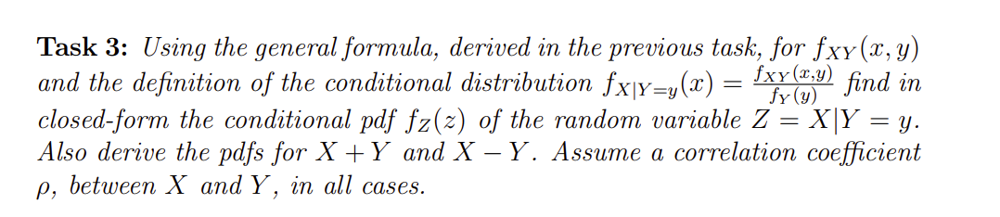 Task 3: Using the general formula, derived in the previous task, for f_{XY}(x, y)
and the definition of the conditional distribution f_{X|Y=y}(x) = \frac{f_{XY}(x,y)}{f_Y(y)} find in
closed-form the conditional pdf f_Z(z) of the random variable Z = X|Y = y.
Also derive the pdfs for X + Y and X − Y. Assume a correlation coefficient
ρ, between X and Y, in all cases.